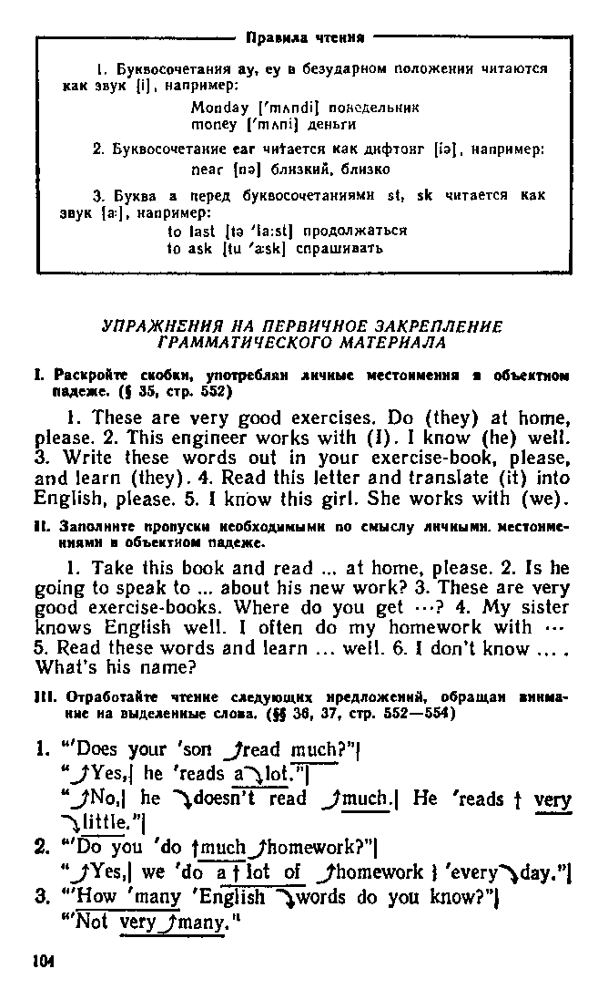 Правила чтения
1. Буквосочетания ay, ey в безударном положении читаются
как звук [i], например:
Monday ['mʌndi] понедельник
money ['mʌni] деньги
2. Буквосочетание ear читается как дифтонг [iə], например:
near [nə] близкий, близко
3. Буква a перед буквосочетаниями st, sk читается как
звук [a:], например:
to last [tə 'la:st] продолжаться
to ask [tu 'a:sk] спрашивать
УПРАЖНЕНИЯ НА ПЕРВИЧНОЕ ЗАКРЕПЛЕНИЕ
ГРАММАТИЧЕСКОГО МАТЕРИАЛА
I. Раскройте скобки, употребляя личные местоимения в объектном
падеже. (§ 35, стр. 552)
1. These are very good exercises. Do (they) at home,
please. 2. This engineer works with (I). I know (he) well.
3. Write these words out in your exercise-book, please,
and learn (they). 4. Read this letter and translate (it) into
English, please. 5. I know this girl. She works with (we).
II. Заполните пропуски необходимыми по смыслу личными. местоиме-
ниями в объектном падеже.
1. Take this book and read ... at home, please. 2. Is he
going to speak to ... about his new work? 3. These are very
good exercise-books. Where do you get ...? 4. My sister
knows English well. I often do my homework with ...
5. Read these words and learn ... well. 6. I don't know ... .
What's his name?
III. Отработайте чтение следующих предложений, обращая внима-
ние на выделенные слова. (§§ 36, 37, стр. 552—554)
1. "'Does your 'son ⤴read much?"|
"⤴Yes,| he 'reads a ⤵lot."|
"⤴No,| he ⤵doesn't read ⤴much.| He 'reads ↑ very
⤵little."|
2. "'Do you 'do ↑much ⤴homework?"|
"⤴Yes,| we 'do a ↑ lot of ⤴homework } 'every ⤵day."|
3. "'How 'many 'English ⤵words do you know?"|
"'Not very ⤴many."
104